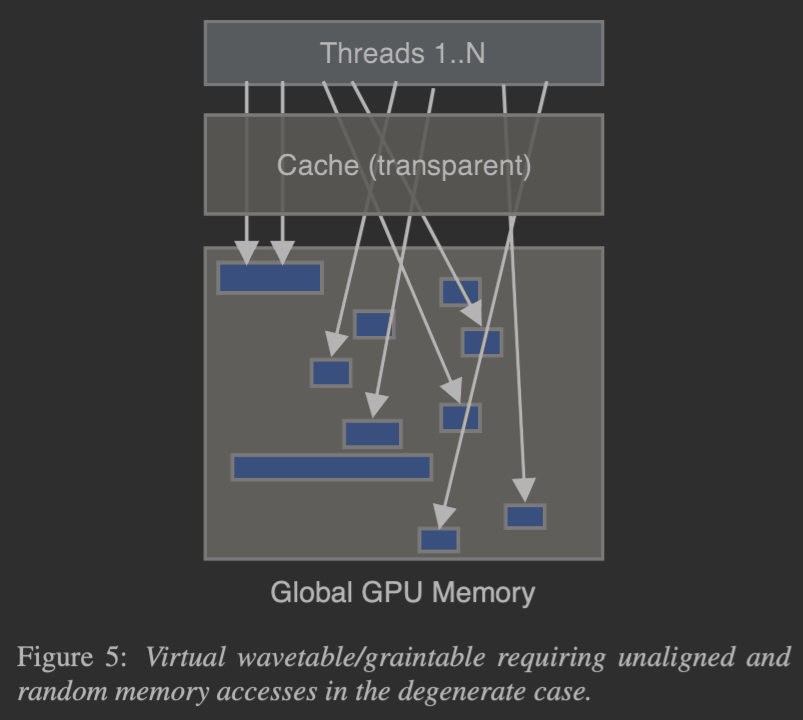 Threads 1..N
Cache (transparent)
Global GPU Memory
Figure 5: Virtual wavetable/graintable requiring unaligned and
random memory accesses in the degenerate case.